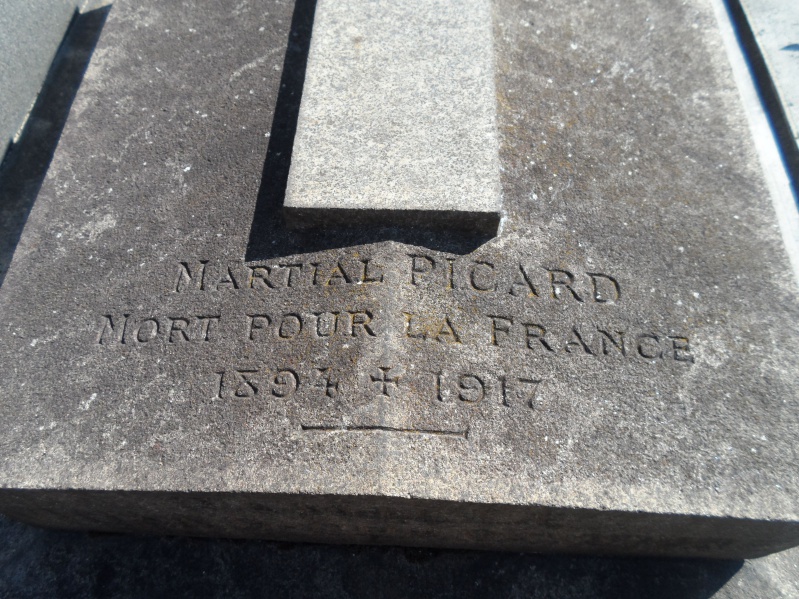 MARTIAL PICARD
MORT POUR LA FRANCE
1894 ✝ 1917